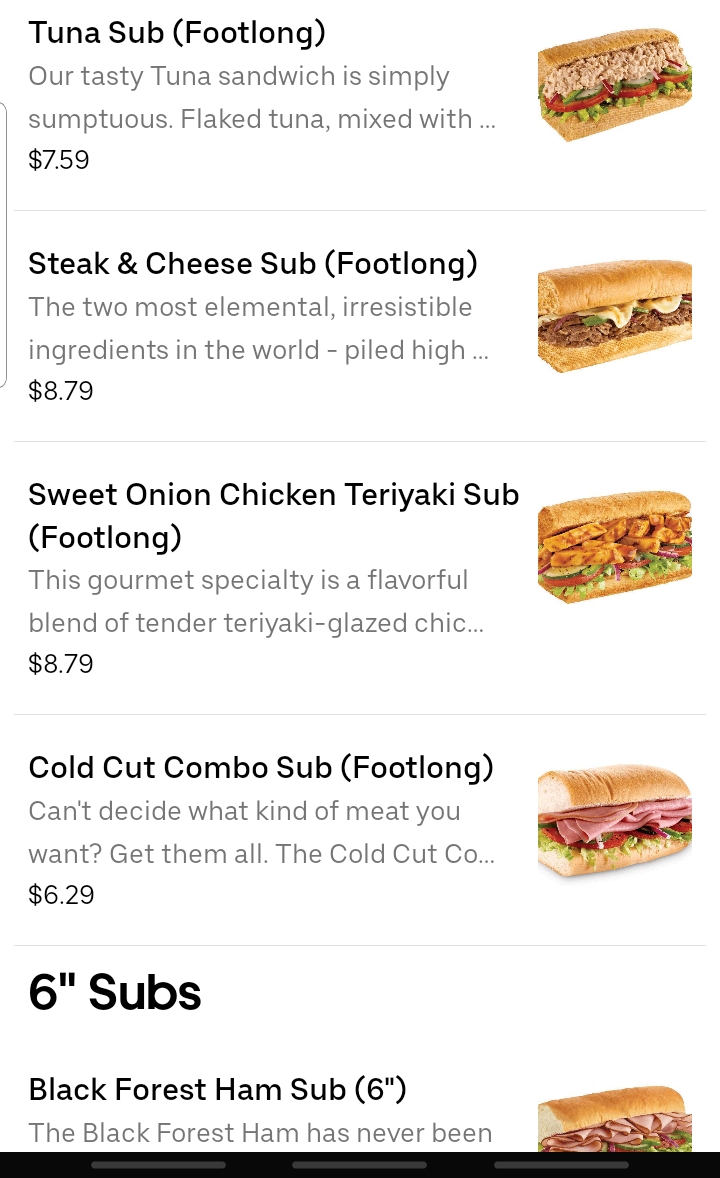 Tuna Sub (Footlong)
Our tasty Tuna sandwich is simply
sumptuous. Flaked tuna, mixed with ...
$7.59
Steak & Cheese Sub (Footlong)
The two most elemental, irresistible
ingredients in the world - piled high ...
$8.79
Sweet Onion Chicken Teriyaki Sub
(Footlong)
This gourmet specialty is a flavorful
blend of tender teriyaki-glazed chic...
$8.79
Cold Cut Combo Sub (Footlong)
Can't decide what kind of meat you
want? Get them all. The Cold Cut Co...
$6.29
6" Subs
Black Forest Ham Sub (6")
The Black Forest Ham has never been